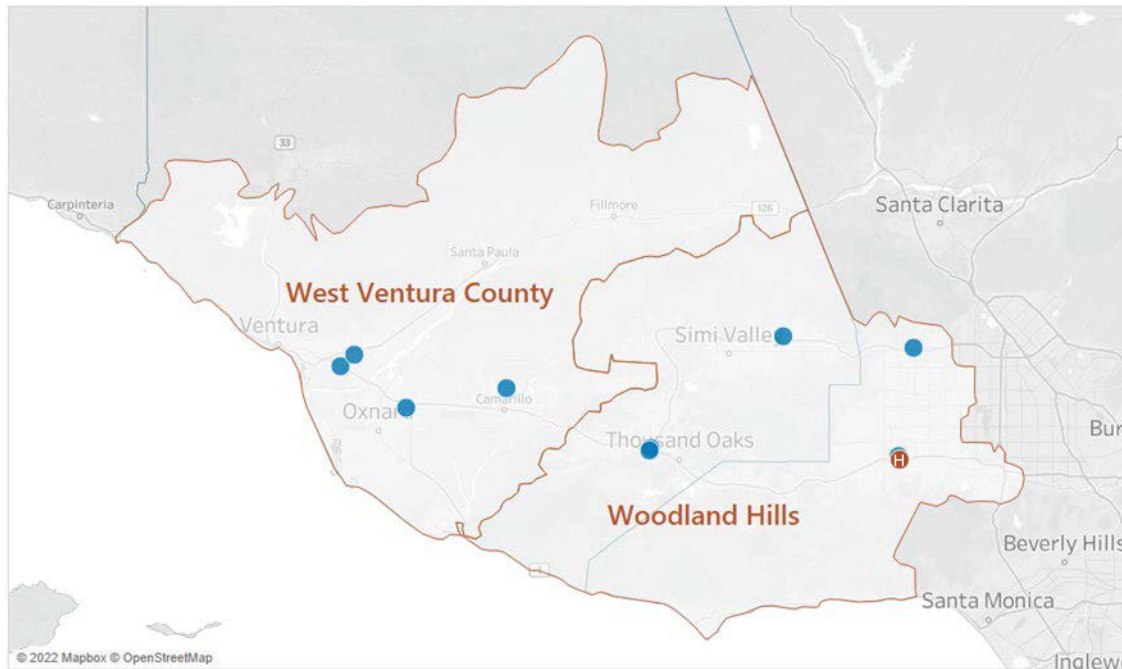 33
Carpinteria
Fillmore
126
Santa Clarita
Santa Paula
West Ventura County
Ventura
Simi Valley
Camarillo
Oxnard
Thousand Oaks
H
Woodland Hills
Beverly Hills
1
Santa Monica
© 2022 Mapbox © OpenStreetMap